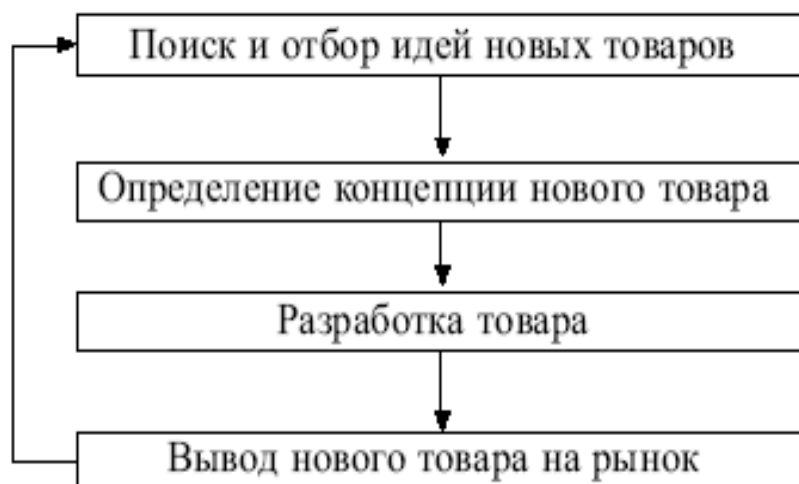 Поиск и отбор идей новых товаров
Определение концепции нового товара
Разработка товара
Вывод нового товара на рынок